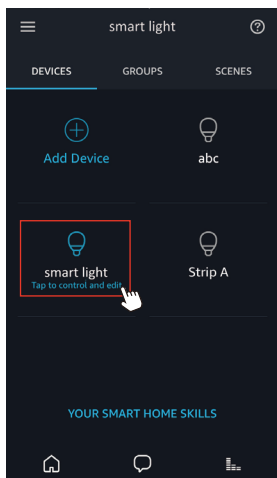 smart light
DEVICES GROUPS SCENES
Add Device abc
smart light Strip A
Tap to control and edit
YOUR SMART HOME SKILLS